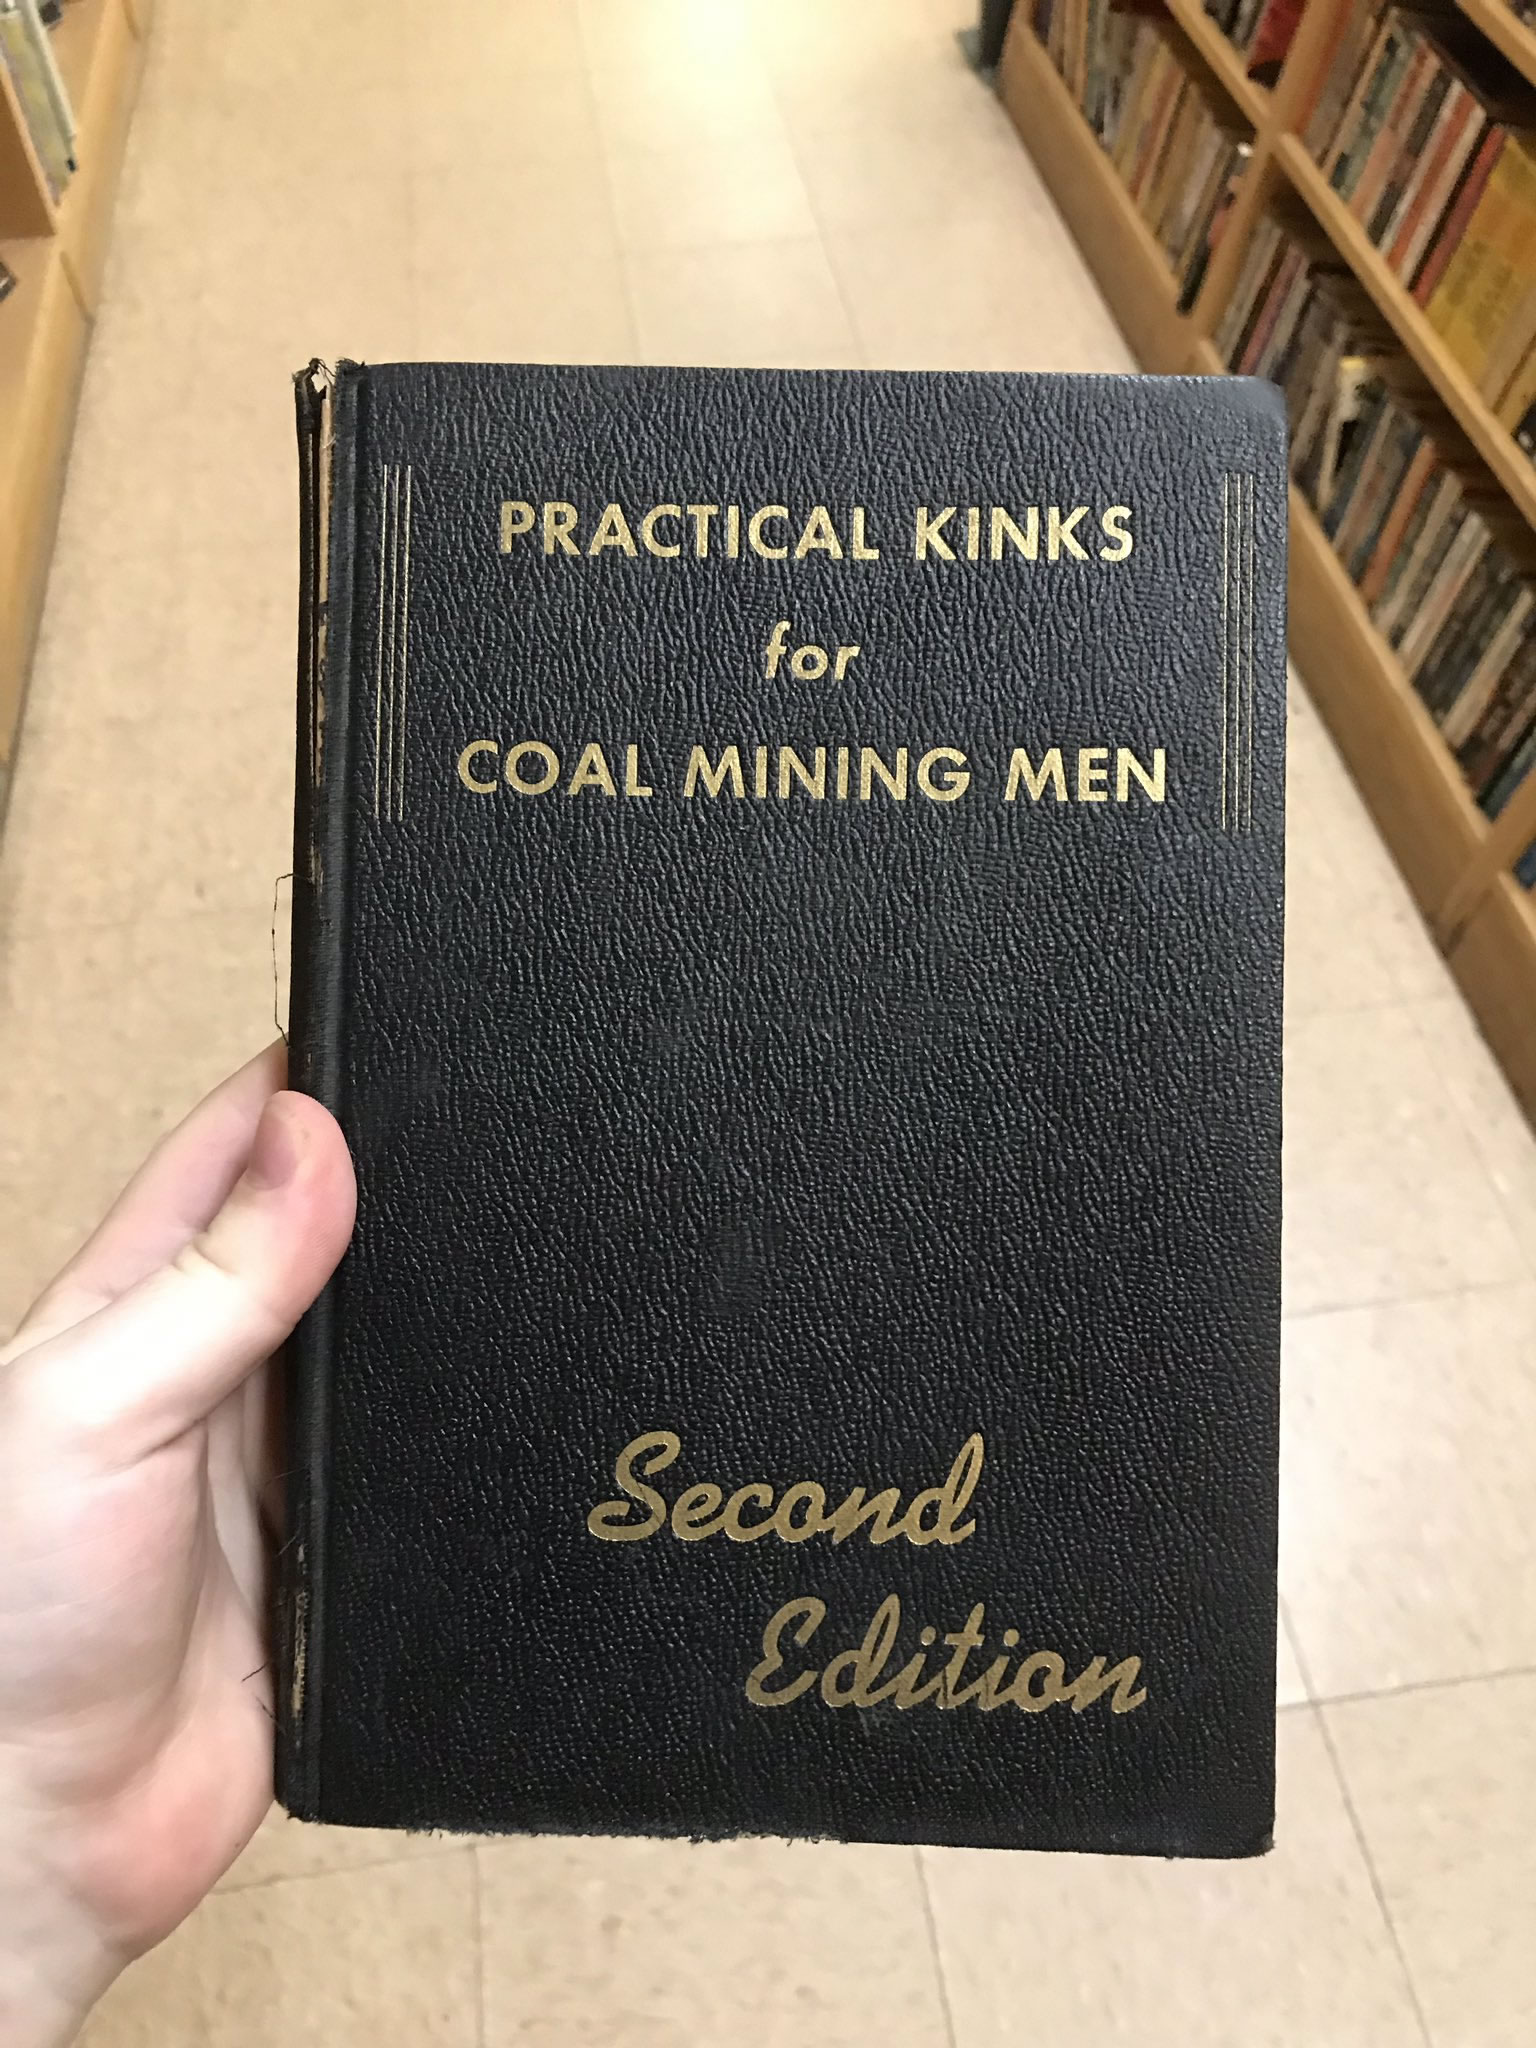 PRACTICAL KINKS
for
COAL MINING MEN
Second
Edition